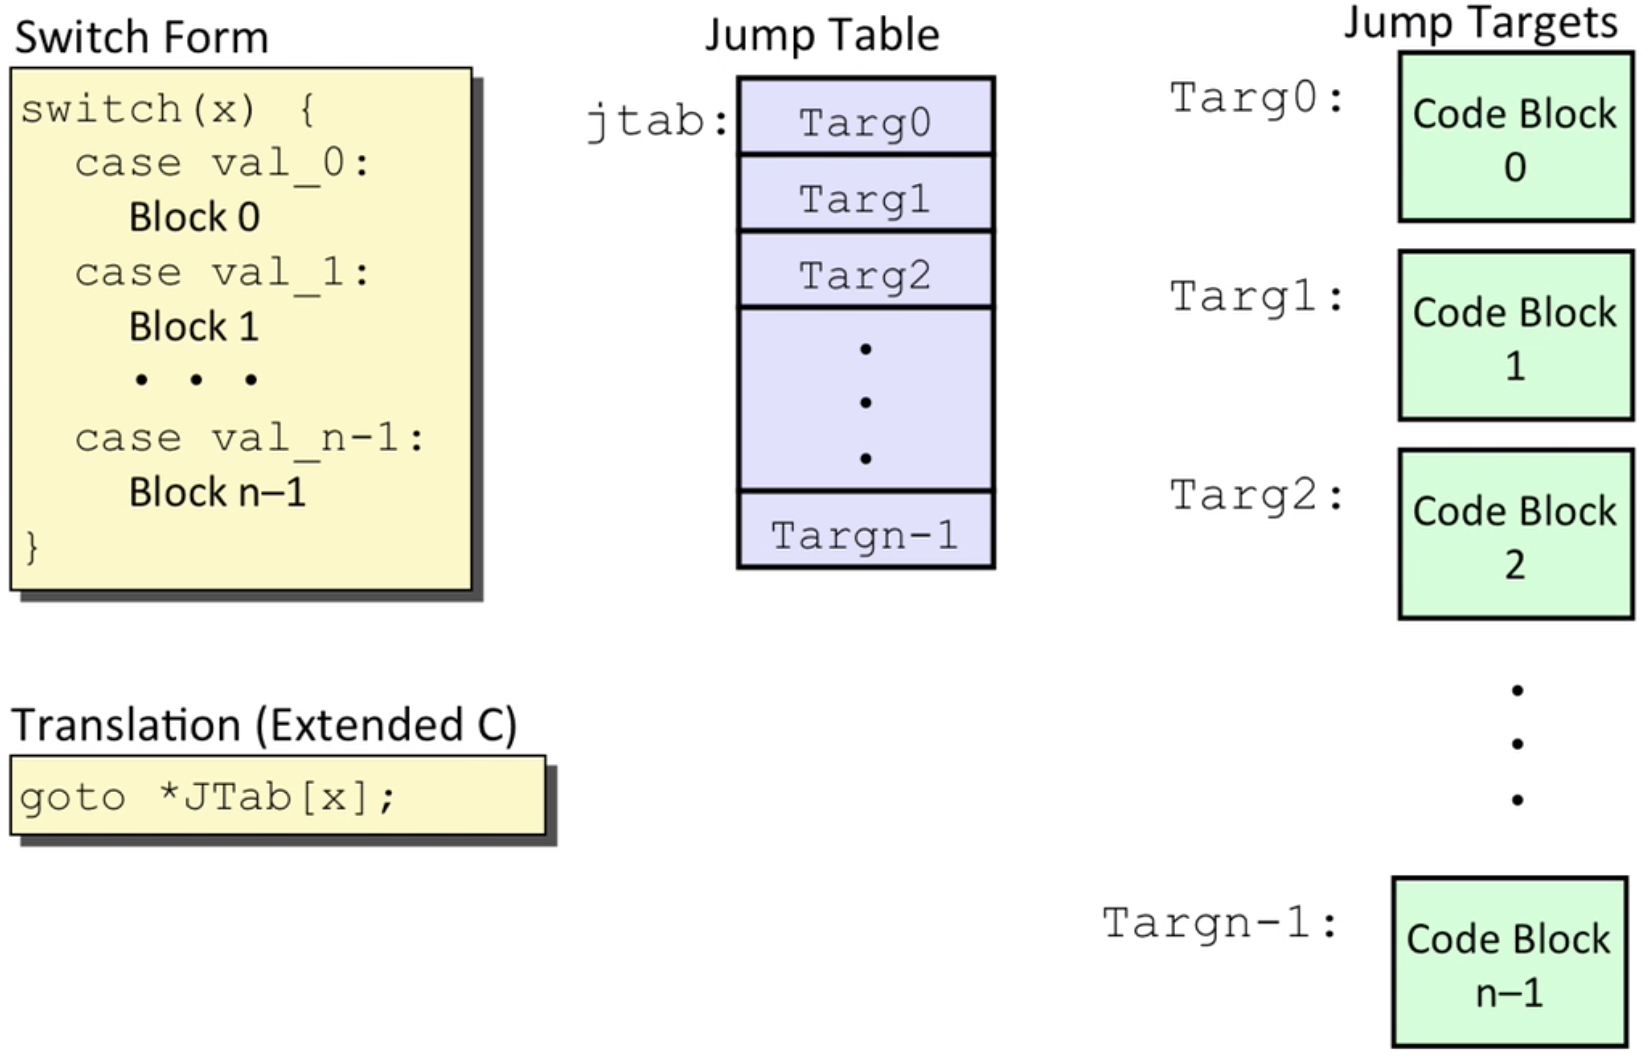 Switch Form
switch(x) {
case val_0:
Block 0
case val_1:
Block 1
• • •
case val_n-1:
Block n–1
}
Translation (Extended C)
goto *JTab[x];
Jump Table
jtab:
Targ0
Targ1
Targ2
•
•
•
Targn-1
Jump Targets
Targ0:
Code Block
0
Targ1:
Code Block
1
Targ2:
Code Block
2
•
•
•
Targn-1:
Code Block
n–1